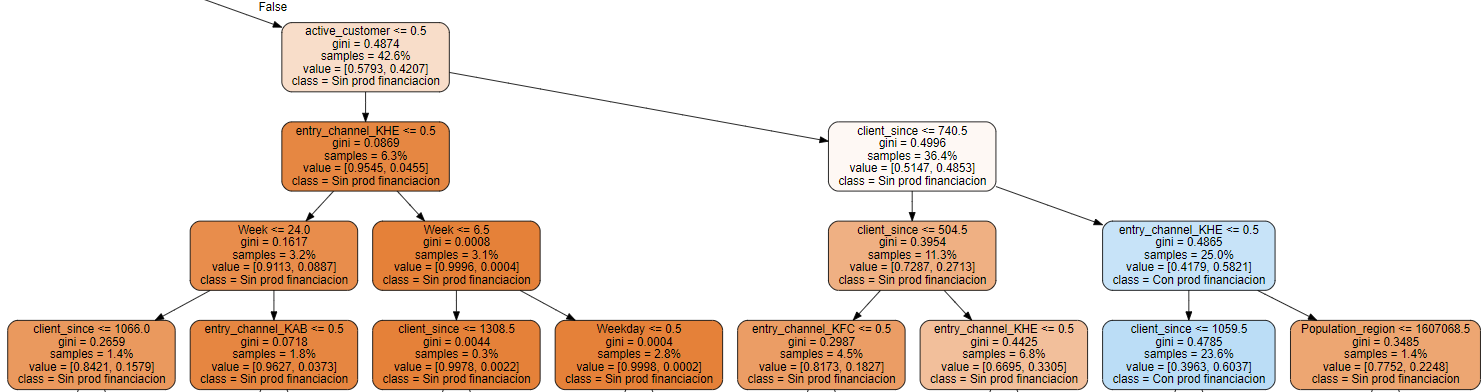 False
active_customer <= 0.5
gini = 0.4874
samples = 42.6%
value = [0.5793, 0.4207]
class = Sin prod financiacion
entry_channel_KHE <= 0.5
gini = 0.0869
samples = 6.3%
value = [0.9545, 0.0455]
class = Sin prod financiacion
client_since <= 740.5
gini = 0.4996
samples = 36.4%
value = [0.5147, 0.4853]
class = Sin prod financiacion
Week <= 24.0
gini = 0.1617
samples = 3.2%
value = [0.9113, 0.0887]
class = Sin prod financiacion
Week <= 6.5
gini = 0.0008
samples = 3.1%
value = [0.9996, 0.0004]
class = Sin prod financiacion
client_since <= 504.5
gini = 0.3954
samples = 11.3%
value = [0.7287, 0.2713]
class = Sin prod financiacion
entry_channel_KHE <= 0.5
gini = 0.4865
samples = 25.0%
value = [0.4179, 0.5821]
class = Con prod financiacion
client_since <= 1066.0
gini = 0.2659
samples = 1.4%
value = [0.8421, 0.1579]
class = Sin prod financiacion
entry_channel_KAB <= 0.5
gini = 0.0718
samples = 1.8%
value = [0.9627, 0.0373]
class = Sin prod financiacion
client_since <= 1308.5
gini = 0.0044
samples = 0.3%
value = [0.9978, 0.0022]
class = Sin prod financiacion
Weekday <= 0.5
gini = 0.0004
samples = 2.8%
value = [0.9998, 0.0002]
class = Sin prod financiacion
entry_channel_KFC <= 0.5
gini = 0.2987
samples = 4.5%
value = [0.8173, 0.1827]
class = Sin prod financiacion
entry_channel_KHE <= 0.5
gini = 0.4425
samples = 6.8%
value = [0.6695, 0.3305]
class = Sin prod financiacion
client_since <= 1059.5
gini = 0.4785
samples = 23.6%
value = [0.3963, 0.6037]
class = Con prod financiacion
Population_region <= 1607068.5
gini = 0.3485
samples = 1.4%
value = [0.7752, 0.2248]
class = Sin prod financiacion